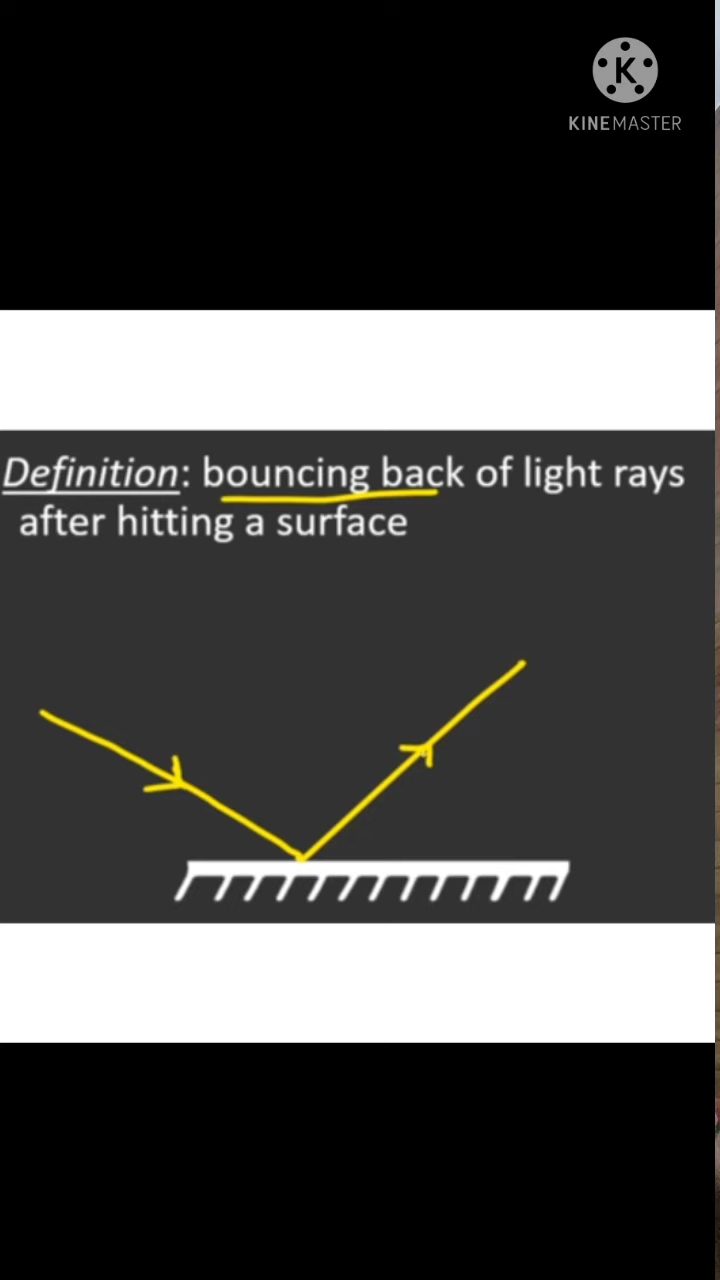 K
KINEMASTER
Definition: bouncing back of light rays
after hitting a surface